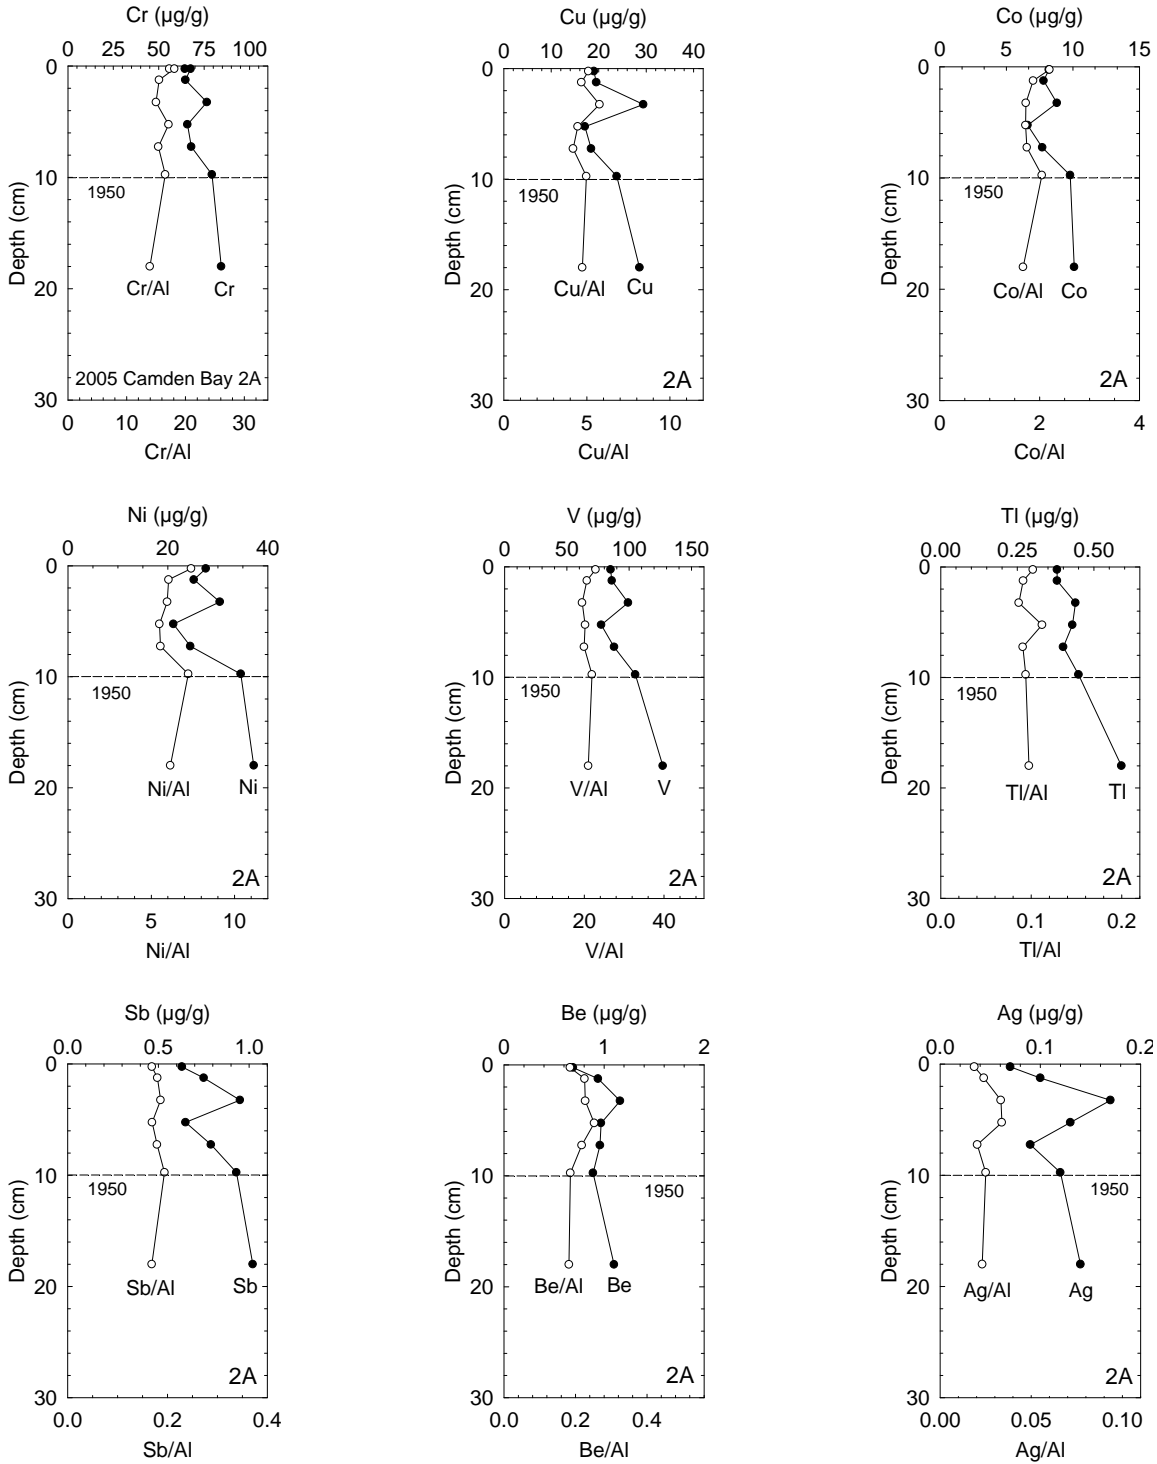 Cr (µg/g)
0 25 50 75 100
0
10
20
30
Depth (cm)
1950
Cr/Al Cr
2005 Camden Bay 2A
0 10 20 30
Cr/Al
Cu (µg/g)
0 10 20 30 40
0
10
20
30
Depth (cm)
1950
Cu/Al Cu
2A
0 5 10
Cu/Al
Co (µg/g)
0 5 10 15
0
10
20
30
Depth (cm)
1950
Co/Al Co
2A
0 2 4
Co/Al
Ni (µg/g)
0 20 40
0
10
20
30
Depth (cm)
1950
Ni/Al Ni
2A
0 5 10
Ni/Al
V (µg/g)
0 50 100 150
0
10
20
30
Depth (cm)
1950
V/Al V
2A
0 20 40
V/Al
Tl (µg/g)
0.00 0.25 0.50
0
10
20
30
Depth (cm)
1950
Tl/Al Tl
2A
0.0 0.1 0.2
Tl/Al
Sb (µg/g)
0.0 0.5 1.0
0
10
20
30
Depth (cm)
1950
Sb/Al Sb
2A
0.0 0.2 0.4
Sb/Al
Be (µg/g)
0 1 2
0
10
20
30
Depth (cm)
1950
Be/Al Be
2A
0.0 0.2 0.4
Be/Al
Ag (µg/g)
0.0 0.1 0.2
0
10
20
30
Depth (cm)
1950
Ag/Al Ag
2A
0.00 0.05 0.10
Ag/Al